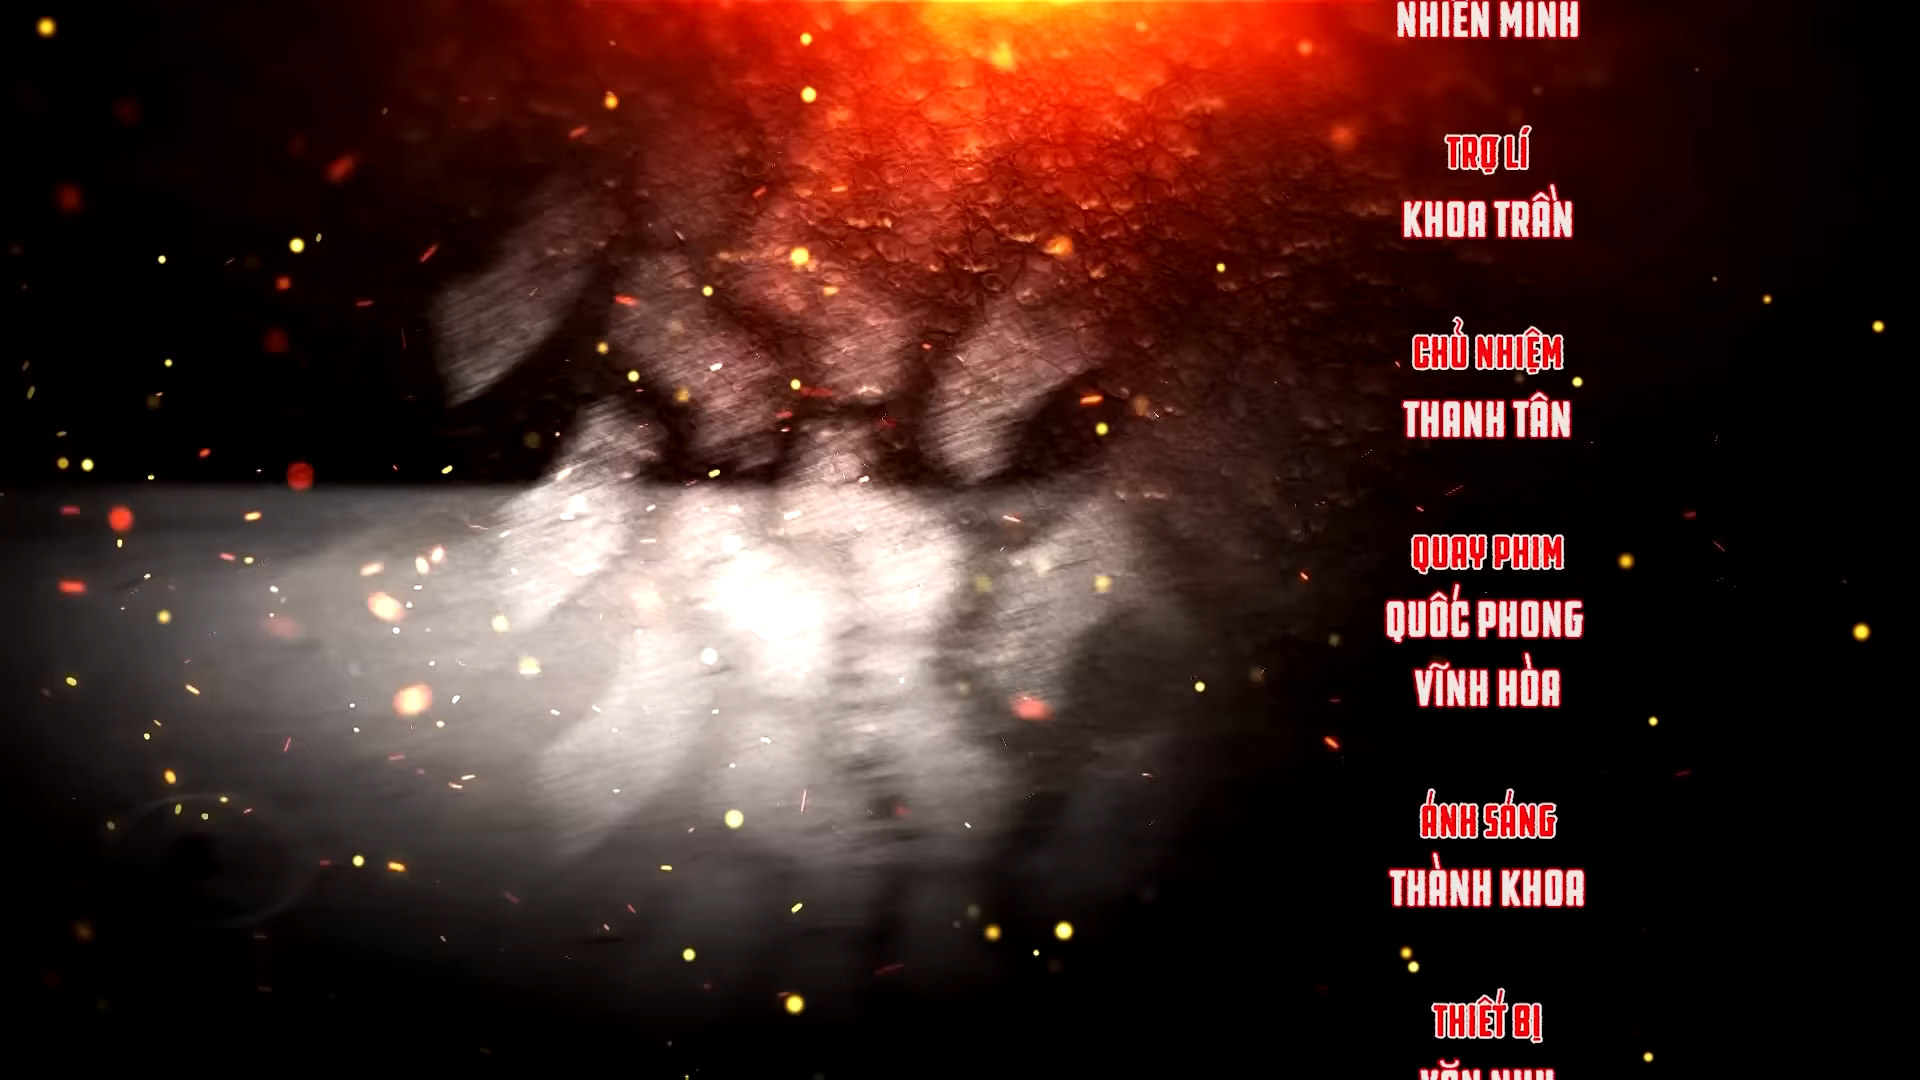 NHIÊN MINH
TRỢ LÍ
KHOA TRẦN
CHỦ NHIỆM
THANH TÂN
QUAY PHIM
QUỐC PHONG
VĨNH HÒA
ÁNH SÁNG
THÀNH KHOA
THIẾT BỊ